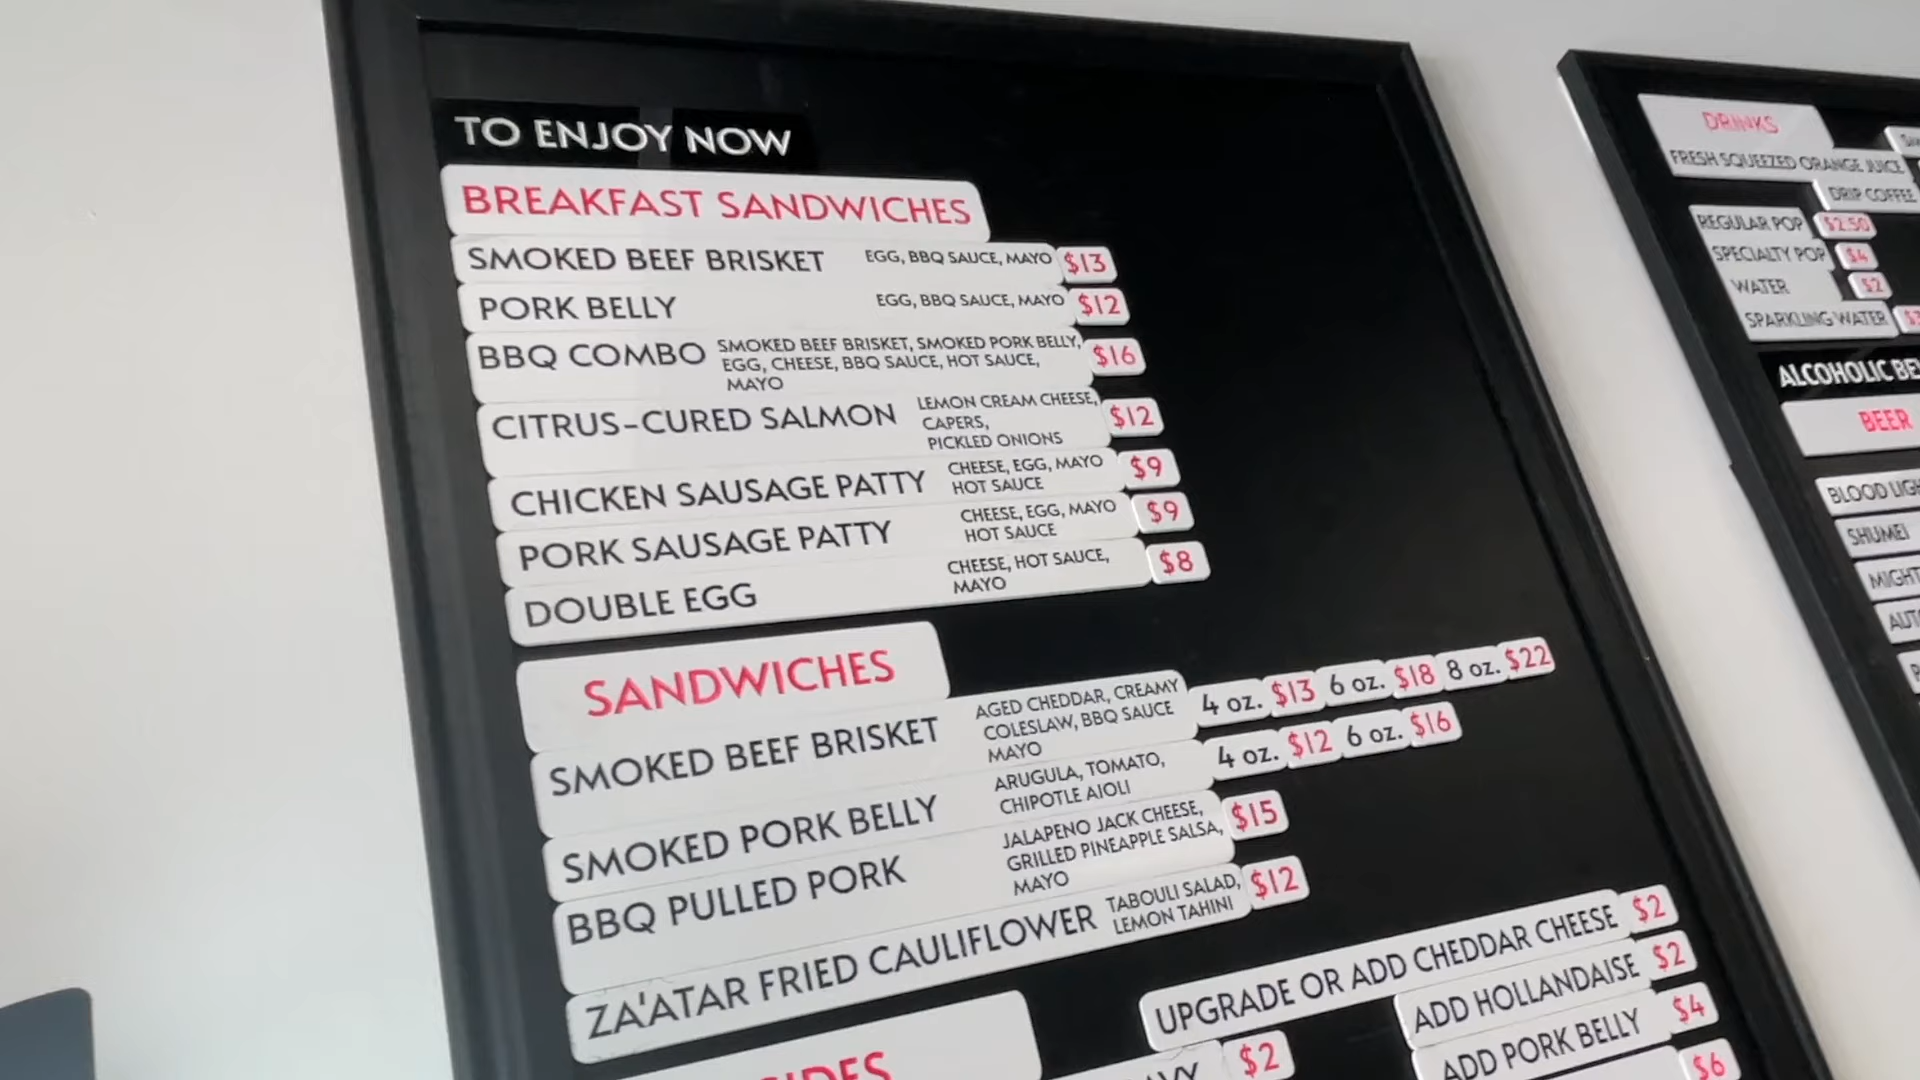 TO ENJOY NOW
BREAKFAST SANDWICHES
SMOKED BEEF BRISKET EGG, BBQ SAUCE, MAYO $13
PORK BELLY EGG, BBQ SAUCE, MAYO $12
BBQ COMBO SMOKED BEEF BRISKET, SMOKED PORK BELLY,
EGG, CHEESE, BBQ SAUCE, HOT SAUCE,
MAYO $16
CITRUS-CURED SALMON LEMON CREAM CHEESE,
CAPERS,
PICKLED ONIONS $12
CHICKEN SAUSAGE PATTY CHEESE, EGG, MAYO
HOT SAUCE $9
PORK SAUSAGE PATTY CHEESE, EGG, MAYO
HOT SAUCE $9
DOUBLE EGG CHEESE, HOT SAUCE,
MAYO $8
SANDWICHES
SMOKED BEEF BRISKET AGED CHEDDAR, CREAMY
COLESLAW, BBQ SAUCE
MAYO 4 oz. $13 6 oz. $18 8 oz. $22
SMOKED PORK BELLY ARUGULA, TOMATO,
CHIPOTLE AIOLI 4 oz. $12 6 oz. $16
BBQ PULLED PORK JALAPENO JACK CHEESE,
GRILLED PINEAPPLE SALSA,
MAYO $15
ZA'ATAR FRIED CAULIFLOWER TABOULI SALAD,
LEMON TAHINI $12
UPGRADE OR ADD CHEDDAR CHEESE $2
ADD HOLLANDAISE $2
ADD PORK BELLY $4
$6
$2
DRINKS
FRESH SQUEEZED ORANGE JUICE
DRIP COFFEE
REGULAR POP $2.50
SPECIALTY POP $4
WATER $2
SPARKLING WATER
ALCOHOLIC
BEER
BLOOD
SHUMEI